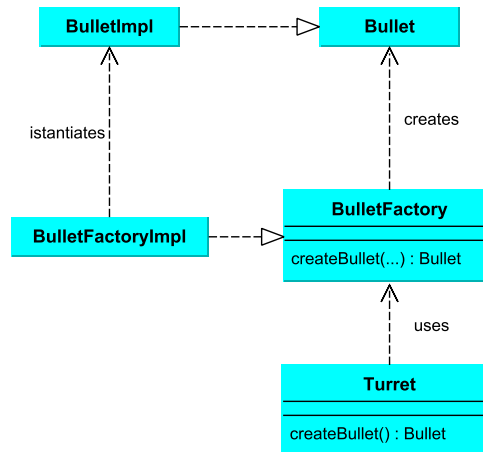 BulletImpl
Bullet
istantiates
creates
BulletFactoryImpl
BulletFactory
createBullet(...) : Bullet
uses
Turret
createBullet() : Bullet